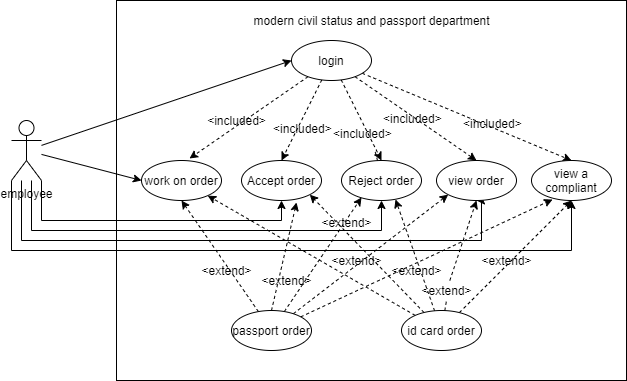 modern civil status and passport department
login
<included>
<included>
<included>
<included>
<included>
employee
work on order
Accept order
Reject order
view order
view a
compliant
<extend>
<extend>
<extend>
<extend>
<extend>
<extend>
<extend>
passport order
id card order